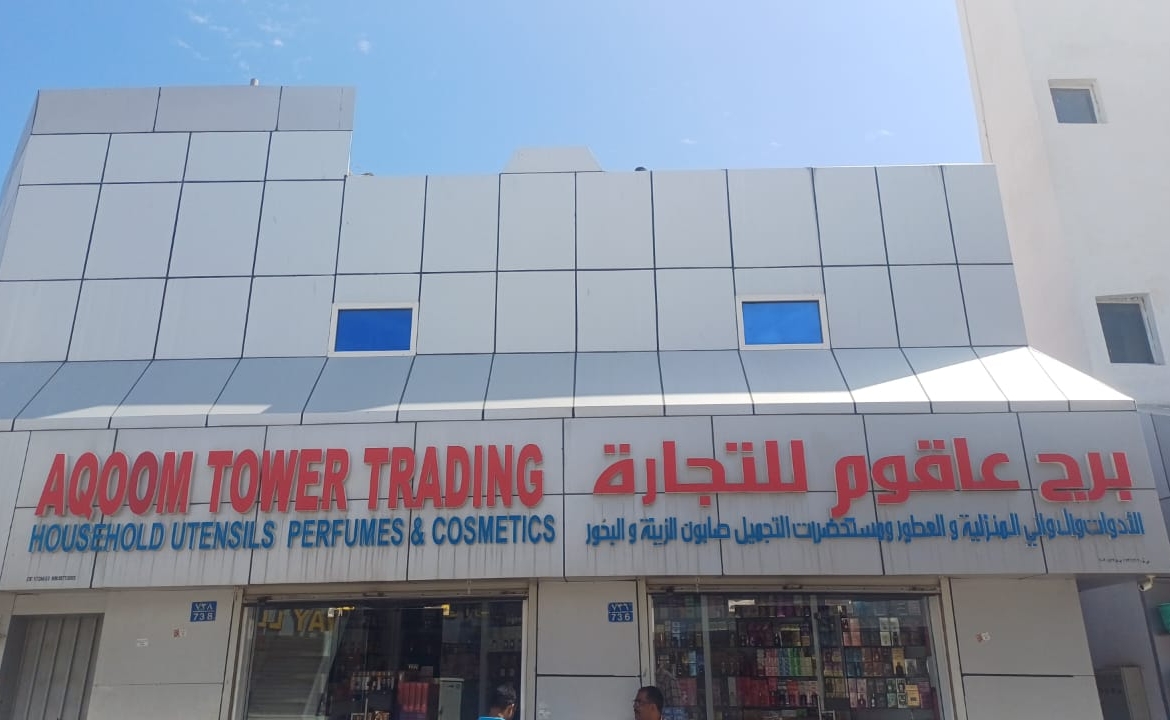 AQOOM TOWER TRADING
HOUSEHOLD UTENSILS PERFUMES & COSMETICS
برج عاقوم للتجارة
الأدوات والدوالي المنزلية و العطور ومستحضرات التجميل صابون الزينة و البخور
٧٣٨
738
٧٣٦
736